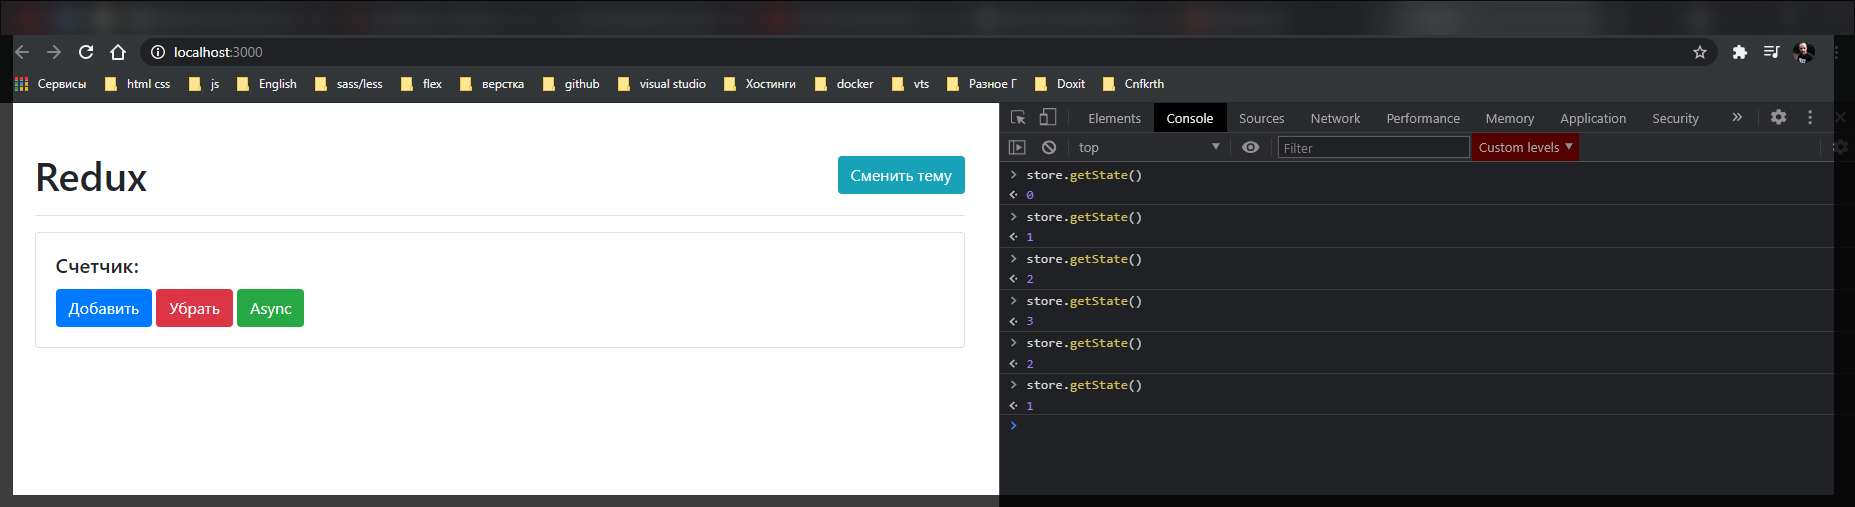 localhost:3000
Сервисы html css js English sass/less flex верстка github visual studio Хостинги docker vts Разное Г Doxit Cnfkrth
Redux
Сменить тему
Счетчик:
Добавить Убрать Async
Elements Console Sources Network Performance Memory Application Security »
top Filter Custom levels
> store.getState()
0
> store.getState()
1
> store.getState()
2
> store.getState()
3
> store.getState()
2
> store.getState()
1
>